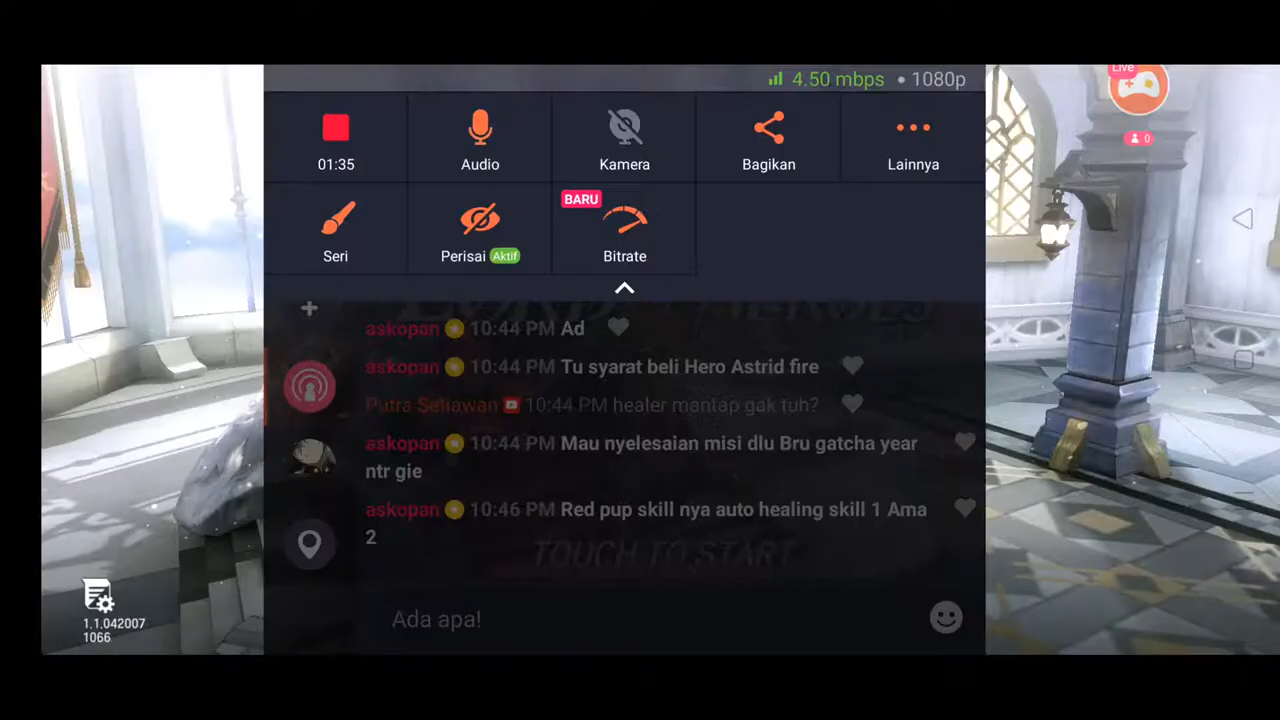 4.50 mbps • 1080p
Live
0
01:35
Audio
Kamera
Bagikan
Lainnya
BARU
Seri
Perisai Aktif
Bitrate
LORD OF HEROES
askopan 10:44 PM Ad
askopan 10:44 PM Tu syarat beli Hero Astrid fire
Putra Setiawan 10:44 PM healer mantap gak tuh?
askopan 10:44 PM Mau nyelesaian misi dlu Bru gatcha year
ntr gie
askopan 10:46 PM Red pup skill nya auto healing skill 1 Ama
2
TOUCH TO START
Ada apa!
1.1.042007
1066